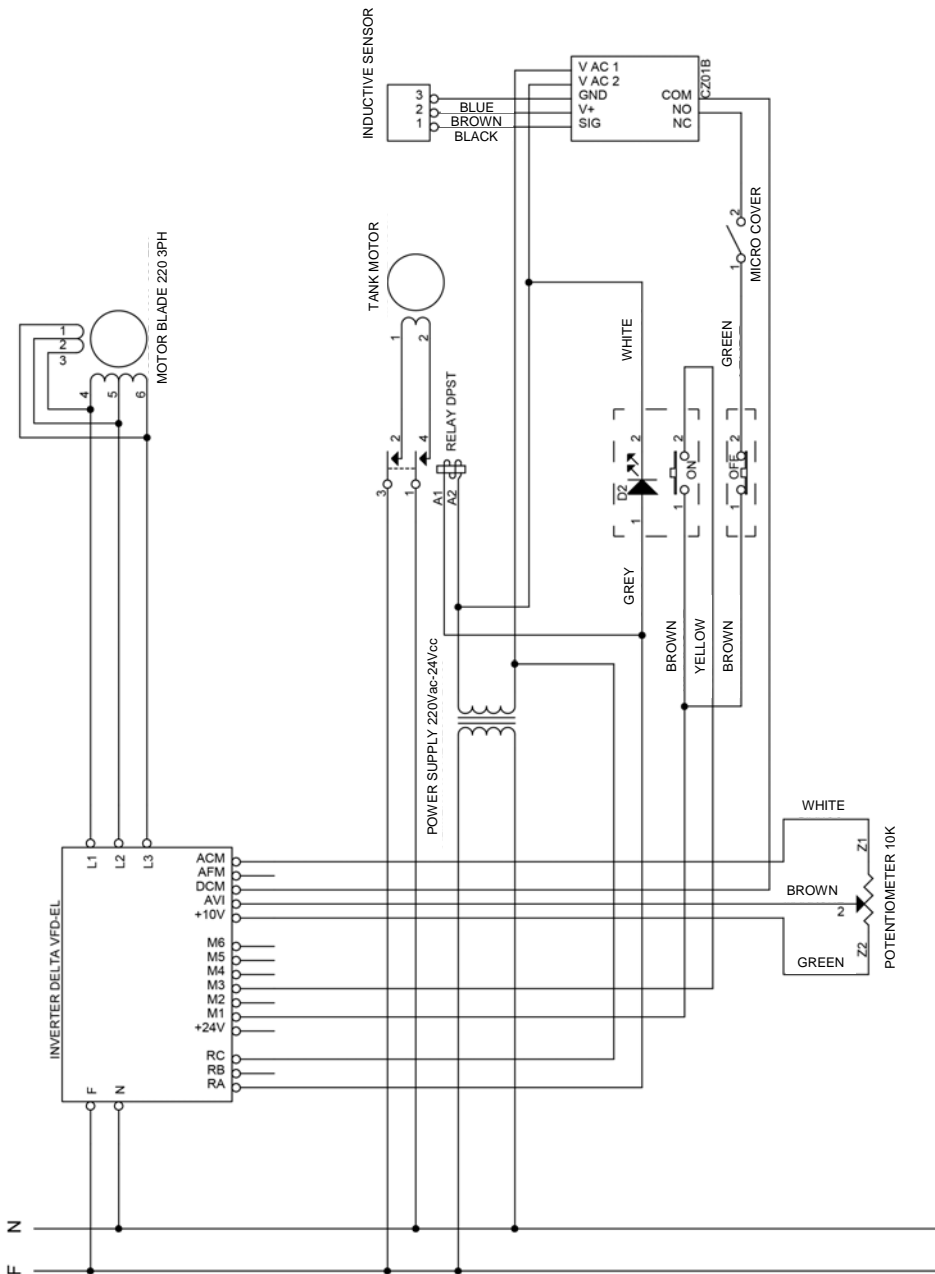 INDUCTIVE SENSOR
3
2
1
BLUE
BROWN
BLACK
V AC 1
V AC 2
GND
V+
SIG
COM
NO
NC
CZ01B
MOTOR BLADE 220 3PH
1
2
3
4
5
6
TANK MOTOR
1
2
2
4
3
1
RELAY DPST
A1
A2
2
1
MICRO COVER
WHITE
GREEN
D2
2
1
2
ON
1
2
OFF
1
GREY
BROWN
YELLOW
BROWN
POWER SUPPLY 220Vac-24Vcc
INVERTER DELTA VFD-EL
L1
L2
L3
ACM
AFM
DCM
AVI
+10V
M6
M5
M4
M3
M2
M1
+24V
RC
RB
RA
F
N
WHITE
BROWN
GREEN
Z1
2
Z2
POTENTIOMETER 10K
N
F